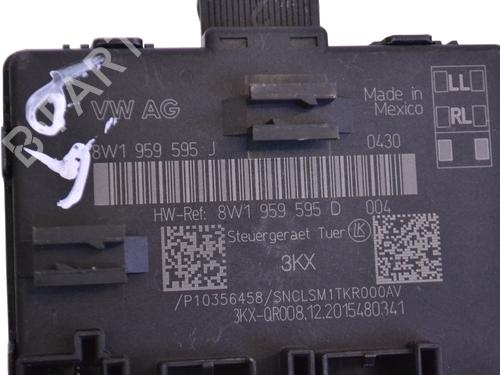 VW AG
Made in
Mexico
LL
RL
8W1 959 595 J
0430
HW-Ref: 8W1 959 595 D 004
Steuergeraet Tuer LK
3KX
/P10356458/SNCLSM1TKR000AV
3KX-QR008.12.2015480341